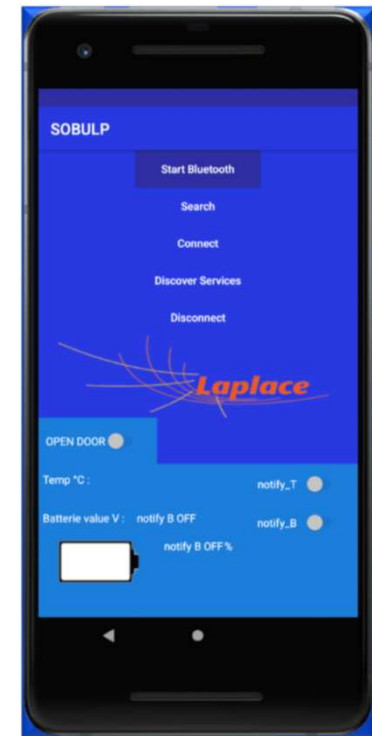 SOBULP
Start Bluetooth
Search
Connect
Discover Services
Disconnect
Laplace
OPEN DOOR
Temp °C :
notify_T
Batterie value V : notify B OFF
notify_B
notify B OFF %